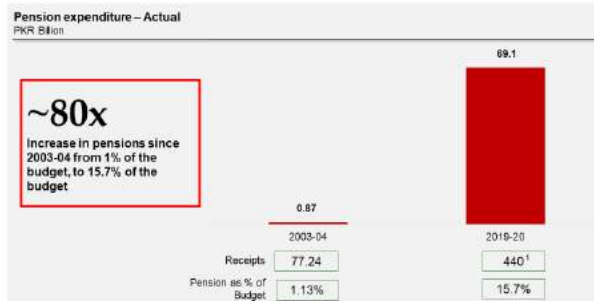 Pension expenditure – Actual
PKR Billion
69.1
~80x
Increase in pensions since
2003-04 from 1% of the
budget, to 15.7% of the
budget
0.87
2003-04 2019-20
Receipts 77.24 440¹
Pension as % of
Budget 1.13% 15.7%